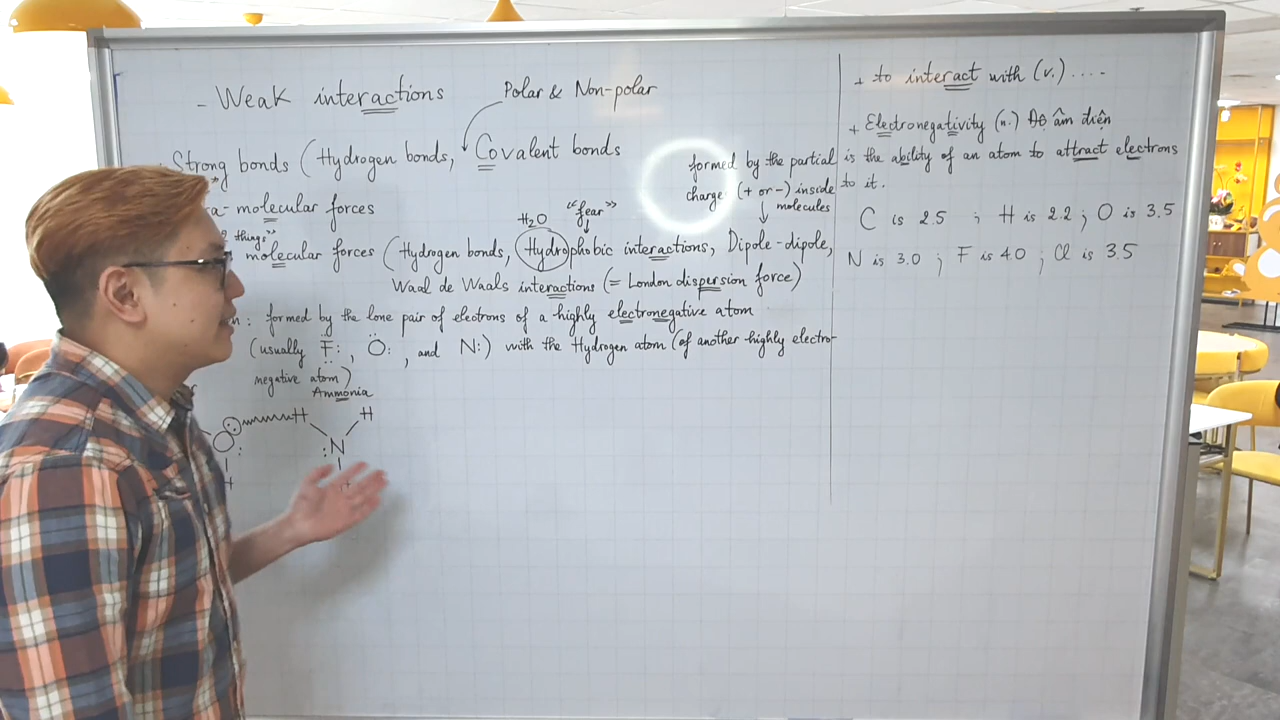 - Weak interactions
Polar & Non-polar
Strong bonds (Hydrogen bonds, Covalent bonds
molecular forces
formed by the partial
charge (+ or -) inside
molecules
H₂O
"fear"
things"
molecular forces (Hydrogen bonds, Hydrophobic interactions, Dipole-dipole,
Waal de Waals interactions (= London dispersion force)
: formed by the lone pair of electrons of a highly electronegative atom
(usually F:, O:, and N:) with the Hydrogen atom (of another highly electro-
negative atom)
Ammonia
O H H
: N
H
+ to interact with (v.) ....
+ Electronegativity (n.) Độ âm điện
is the ability of an atom to attract electrons
to it.
C is 2.5 ; H is 2.2 ; O is 3.5
N is 3.0 ; F is 4.0 ; Cl is 3.5